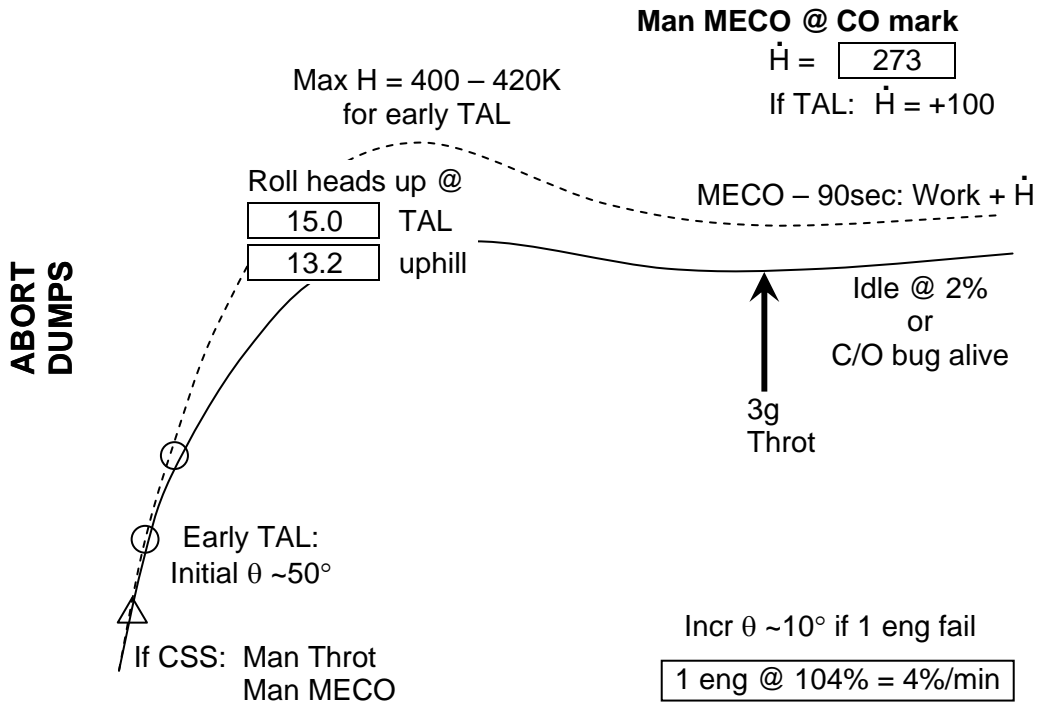 Man MECO @ CO mark
Ḣ = 273
If TAL: Ḣ = +100
Max H = 400 – 420K
for early TAL
Roll heads up @
15.0 TAL
13.2 uphill
MECO – 90sec: Work + Ḣ
ABORT
DUMPS
Idle @ 2%
or
C/O bug alive
3g
Throt
Early TAL:
Initial θ ~50°
If CSS: Man Throt
Man MECO
Incr θ ~10° if 1 eng fail
1 eng @ 104% = 4%/min